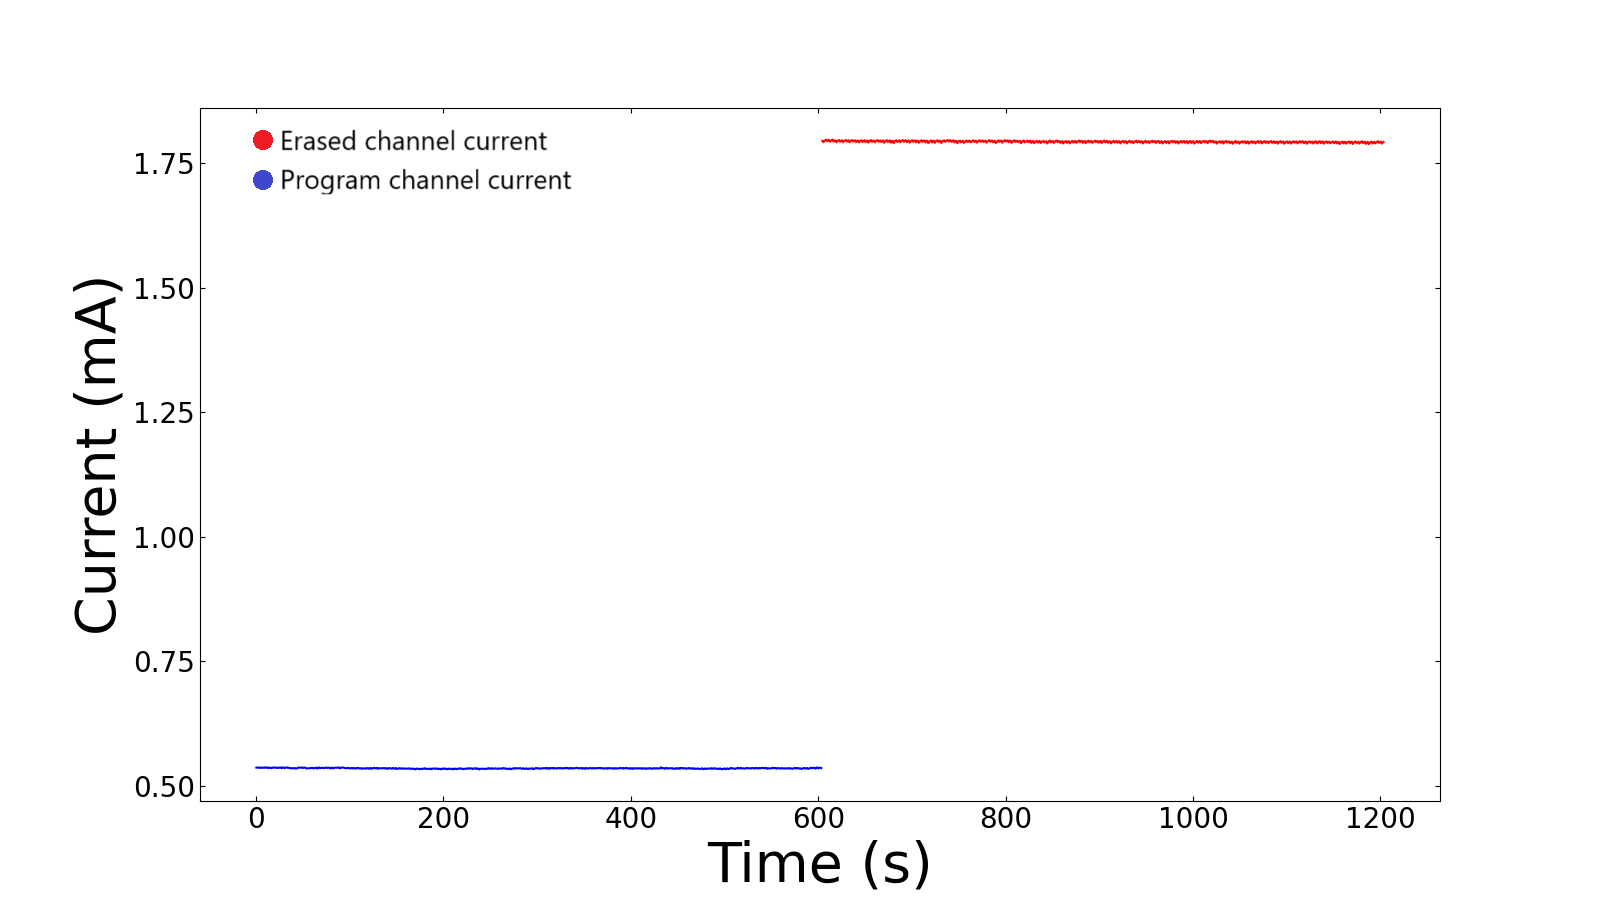 Erased channel current
Program channel current
1.75
1.50
1.25
1.00
0.75
0.50
Current (mA)
0 200 400 600 800 1000 1200
Time (s)